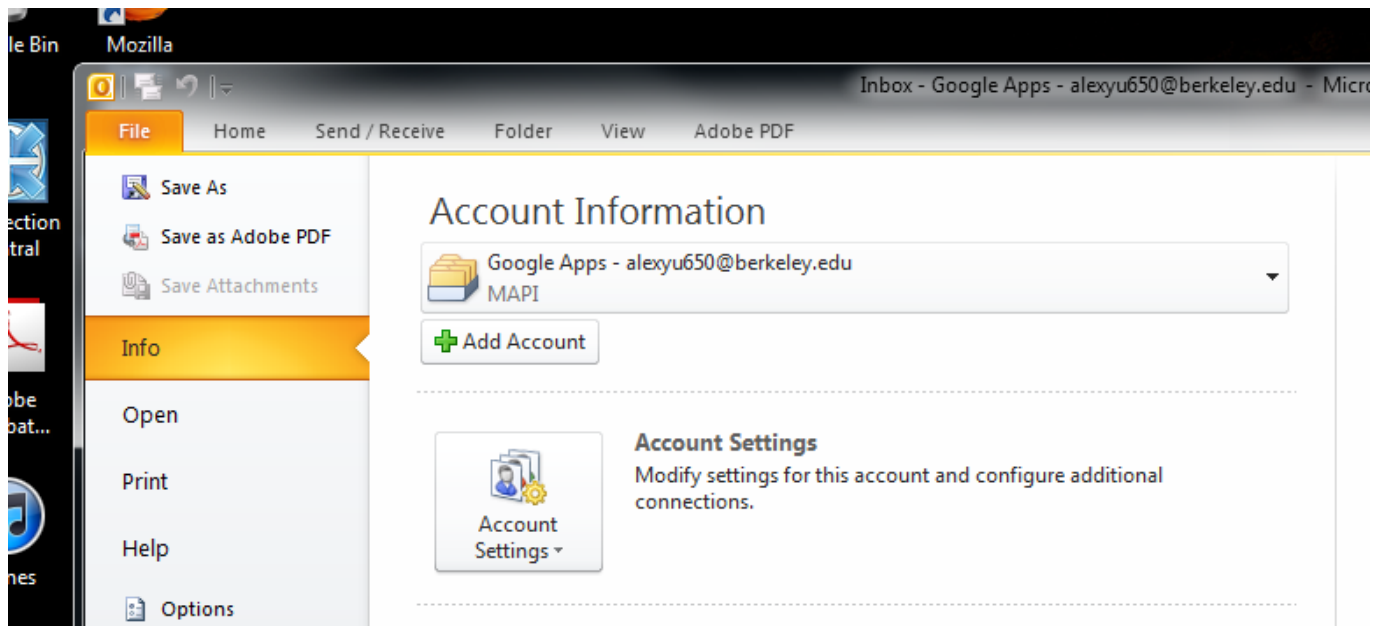 le Bin
Mozilla
Inbox - Google Apps - alexyu650@berkeley.edu - Micro
File Home Send / Receive Folder View Adobe PDF
Save As
Save as Adobe PDF
Save Attachments
Info
Open
Print
Help
Options
Account Information
Google Apps - alexyu650@berkeley.edu
MAPI
Add Account
Account Settings
Account Settings
Modify settings for this account and configure additional
connections.
ection
tral
obe
bat...
nes